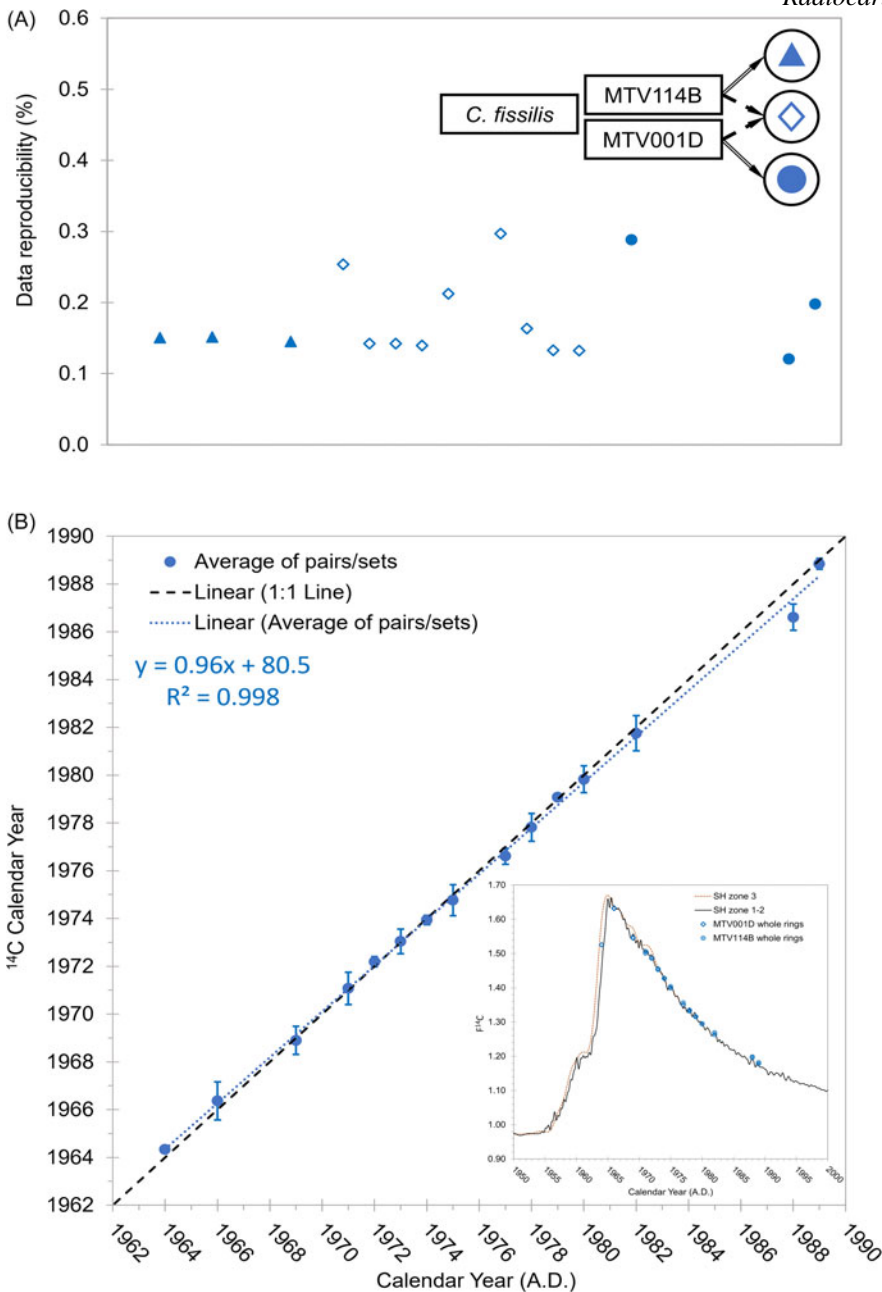 Radiocar
(A)
0.6
0.5
0.4
0.3
0.2
0.1
0.0
Data reproducibility (%)
C. fissilis
MTV114B
MTV001D
(B)
1990
1988
1986
1984
1982
1980
1978
1976
1974
1972
1970
1968
1966
1964
1962
¹⁴C Calendar Year
Average of pairs/sets
Linear (1:1 Line)
Linear (Average of pairs/sets)
y = 0.96x + 80.5
R² = 0.998
1.70
1.60
1.50
1.40
1.30
1.20
1.10
1.00
0.90
F¹⁴C
SH zone 3
SH zone 1-2
MTV001D whole rings
MTV114B whole rings
1950 1955 1960 1965 1970 1975 1980 1985 1990 1995 2000
Calendar Year (A.D.)
1962 1964 1966 1968 1970 1972 1974 1976 1978 1980 1982 1984 1986 1988 1990
Calendar Year (A.D.)